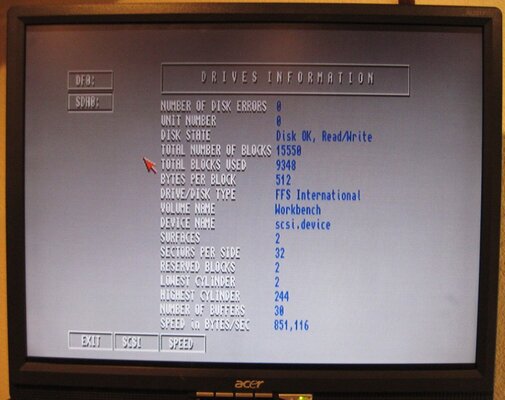 DRIVES INFORMATION
DF0:
SDH0:
NUMBER OF DISK ERRORS 0
UNIT NUMBER 0
DISK STATE Disk OK, Read/Write
TOTAL NUMBER OF BLOCKS 15550
TOTAL BLOCKS USED 9348
BYTES PER BLOCK 512
DRIVE/DISK TYPE FFS International
VOLUME NAME Workbench
DEVICE NAME scsi.device
SURFACES 2
SECTORS PER SIDE 32
RESERVED BLOCKS 2
LOWEST CYLINDER 2
HIGHEST CYLINDER 244
NUMBER OF BUFFERS 30
SPEED in BYTES/SEC 851,116
EXIT SCSI SPEED
acer